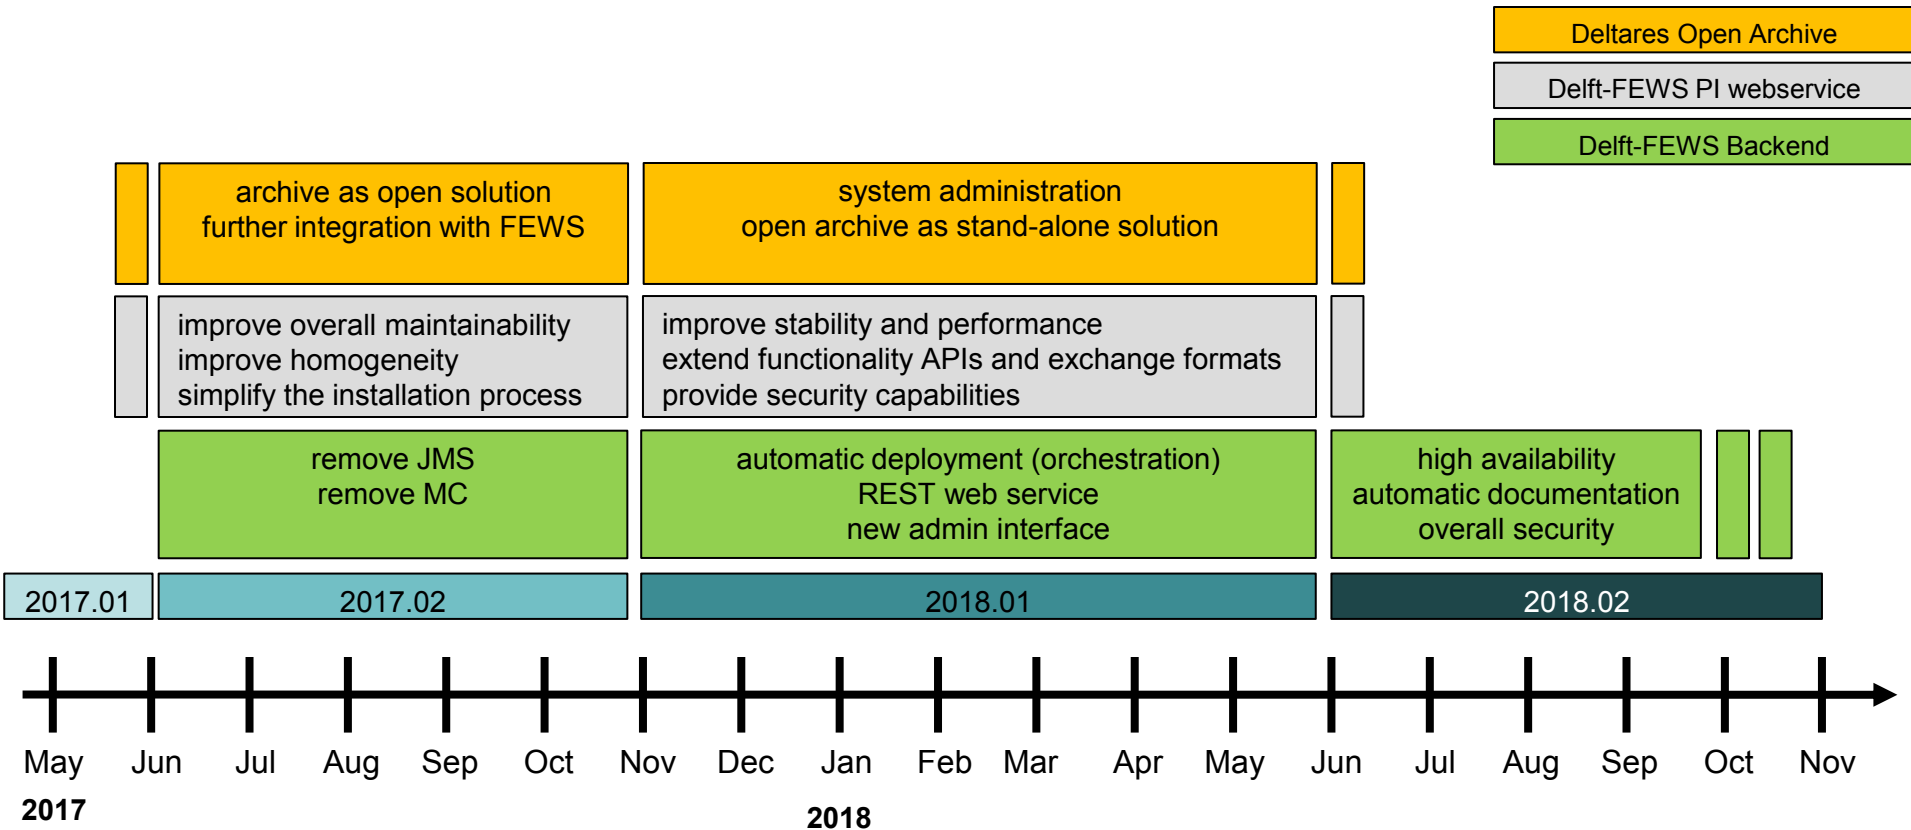 Deltares Open Archive
Delft-FEWS PI webservice
Delft-FEWS Backend
archive as open solution
further integration with FEWS
system administration
open archive as stand-alone solution
improve overall maintainability
improve homogeneity
simplify the installation process
improve stability and performance
extend functionality APIs and exchange formats
provide security capabilities
remove JMS
remove MC
automatic deployment (orchestration)
REST web service
new admin interface
high availability
automatic documentation
overall security
2017.01
2017.02
2018.01
2018.02
May
Jun
Jul
Aug
Sep
Oct
Nov
Dec
Jan
Feb
Mar
Apr
May
Jun
Jul
Aug
Sep
Oct
Nov
2017
2018